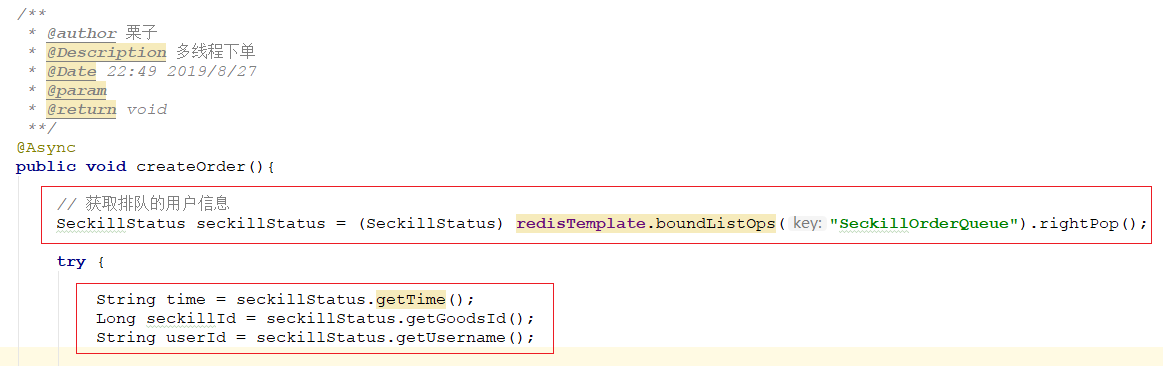 /**
 * @author 栗子
 * @Description 多线程下单
 * @Date 22:49 2019/8/27
 * @param
 * @return void
 **/
@Async
public void createOrder(){
// 获取排队的用户信息
SeckillStatus seckillStatus = (SeckillStatus) redisTemplate.boundListOps( key: "SeckillOrderQueue").rightPop();
try {
String time = seckillStatus.getTime();
Long seckillId = seckillStatus.getGoodsId();
String userId = seckillStatus.getUsername();